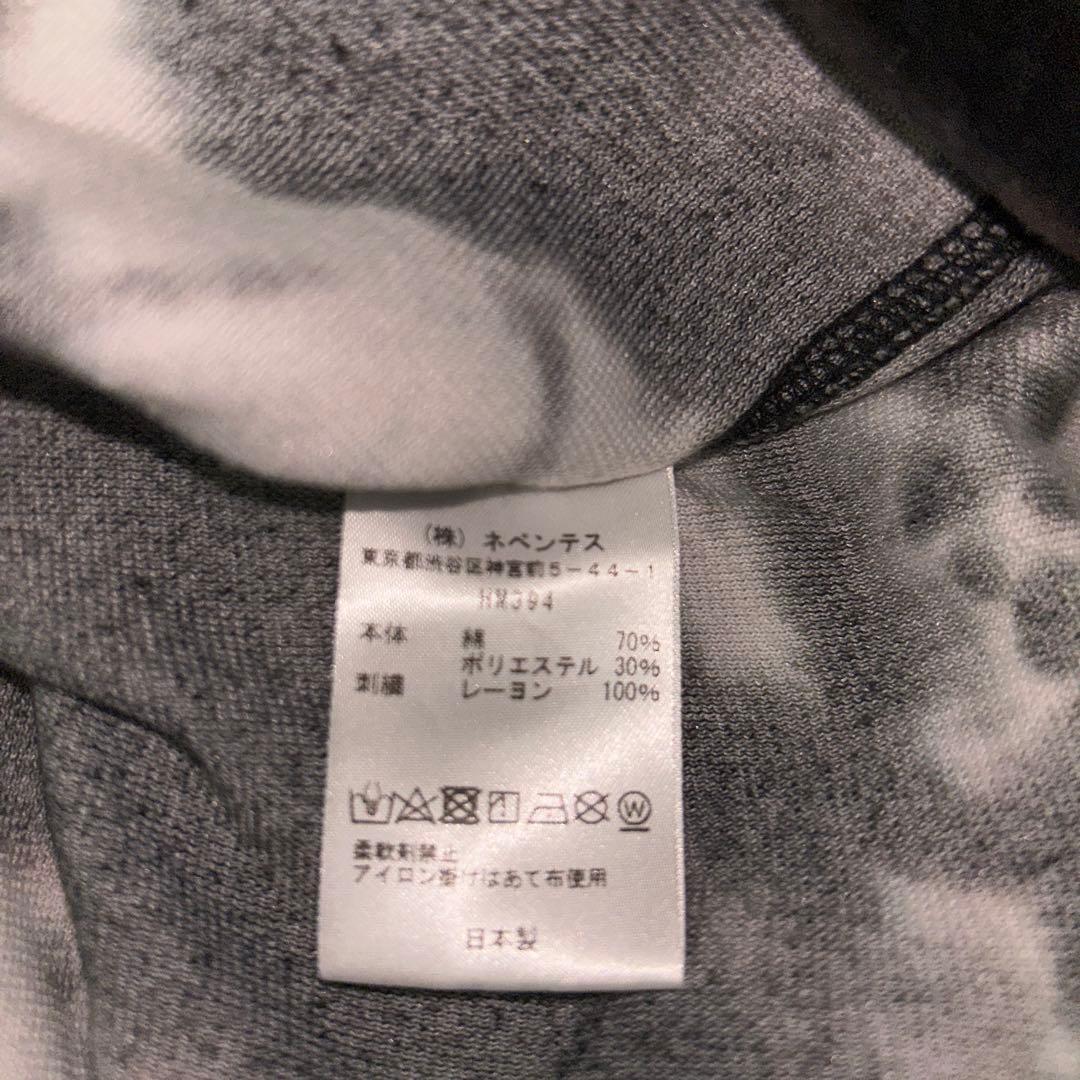 (株) ネペンテス
東京都渋谷区神宮前5-44-1
HM394
本体 綿 70%
ポリエステル 30%
刺繍 レーヨン 100%
W
柔軟剤禁止
アイロン掛けはあて布使用
日本製